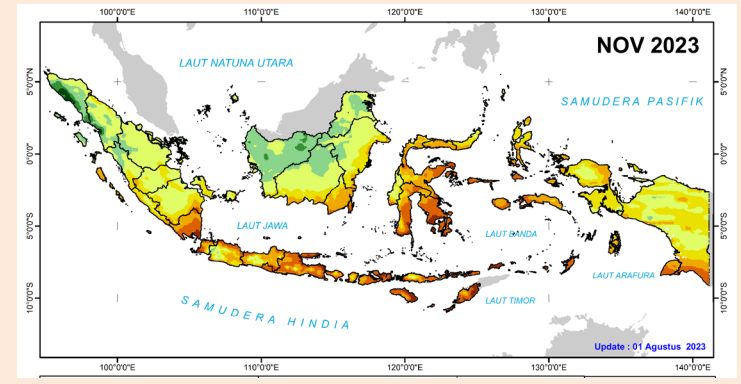 100°0'0"E 110°0'0"E 120°0'0"E 130°0'0"E 140°0'0"E
NOV 2023
LAUT NATUNA UTARA
5°0'0"N 5°0'0"N
SAMUDERA PASIFIK
0°0'0" 0°0'0"
LAUT JAWA
LAUT BANDA
5°0'0"S 5°0'0"S
LAUT ARAFURA
10°0'0"S 10°0'0"S
LAUT TIMOR
SAMUDERA HINDIA
Update : 01 Agustus 2023
100°0'0"E 110°0'0"E 120°0'0"E 130°0'0"E 140°0'0"E